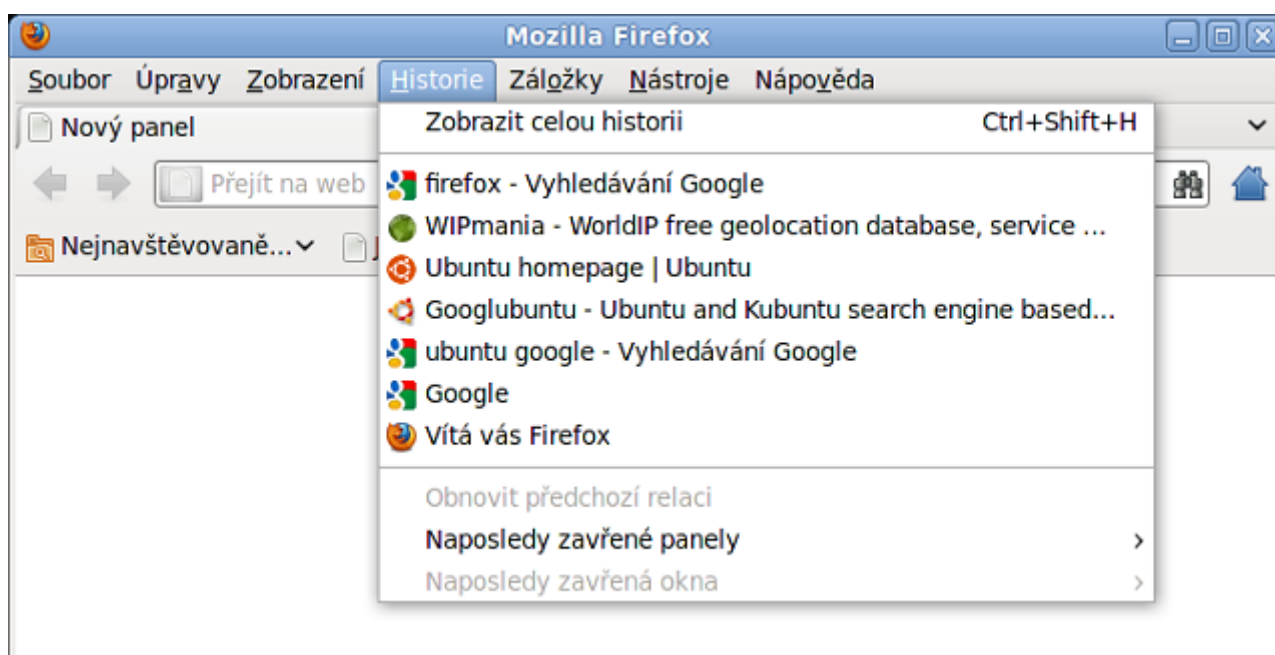 Mozilla Firefox
Soubor Úpravy Zobrazení Historie Záložky Nástroje Nápověda
Nový panel
Zobrazit celou historii Ctrl+Shift+H
Přejít na web
firefox - Vyhledávání Google
WIPmania - WorldIP free geolocation database, service ...
Nejnavštěvovaně...
Ubuntu homepage | Ubuntu
Googlubuntu - Ubuntu and Kubuntu search engine based...
ubuntu google - Vyhledávání Google
Google
Vítá vás Firefox
Obnovit předchozí relaci
Naposledy zavřené panely
Naposledy zavřená okna